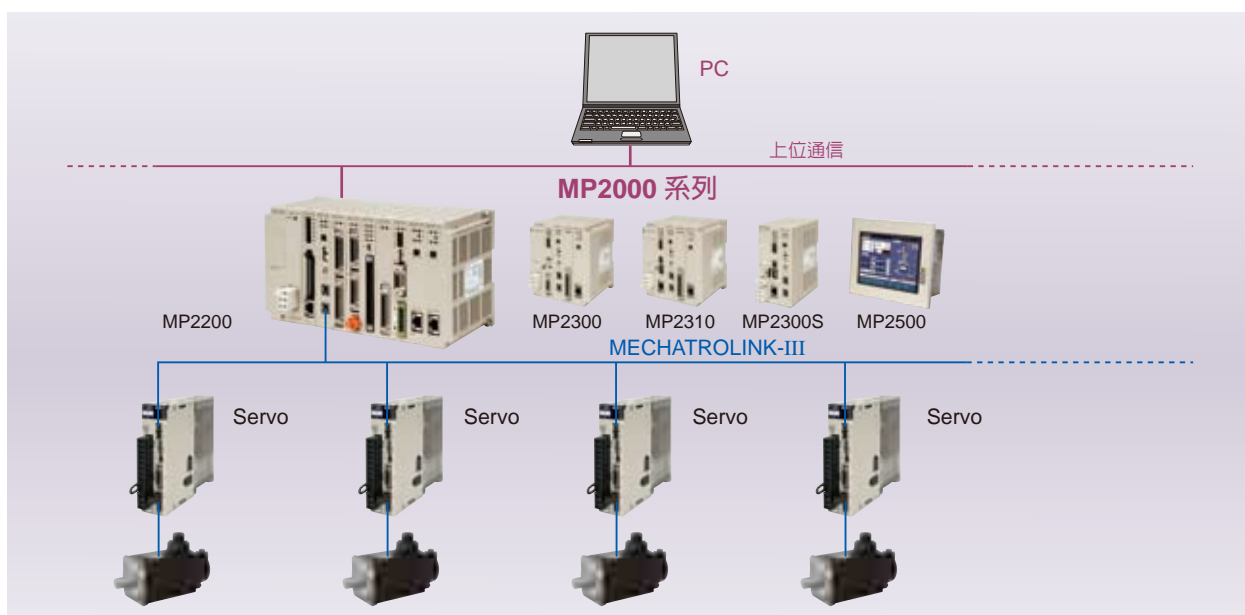 PC
上位通信
MP2000 系列
MP2200
MP2300
MP2310
MP2300S
MP2500
MECHATROLINK-III
Servo
Servo
Servo
Servo